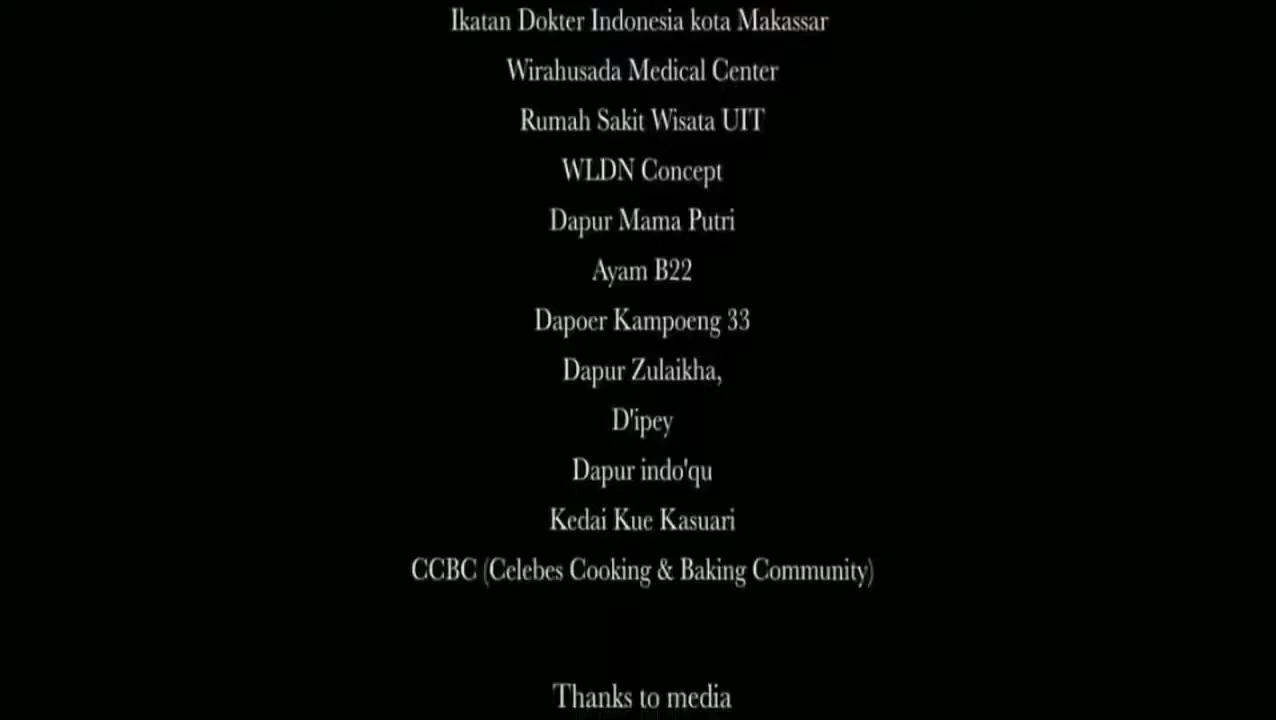 Ikatan Dokter Indonesia kota Makassar
Wirahusada Medical Center
Rumah Sakit Wisata UIT
WLDN Concept
Dapur Mama Putri
Ayam B22
Dapoer Kampoeng 33
Dapur Zulaikha,
D'ipey
Dapur indo'qu
Kedai Kue Kasuari
CCBC (Celebes Cooking & Baking Community)
Thanks to media